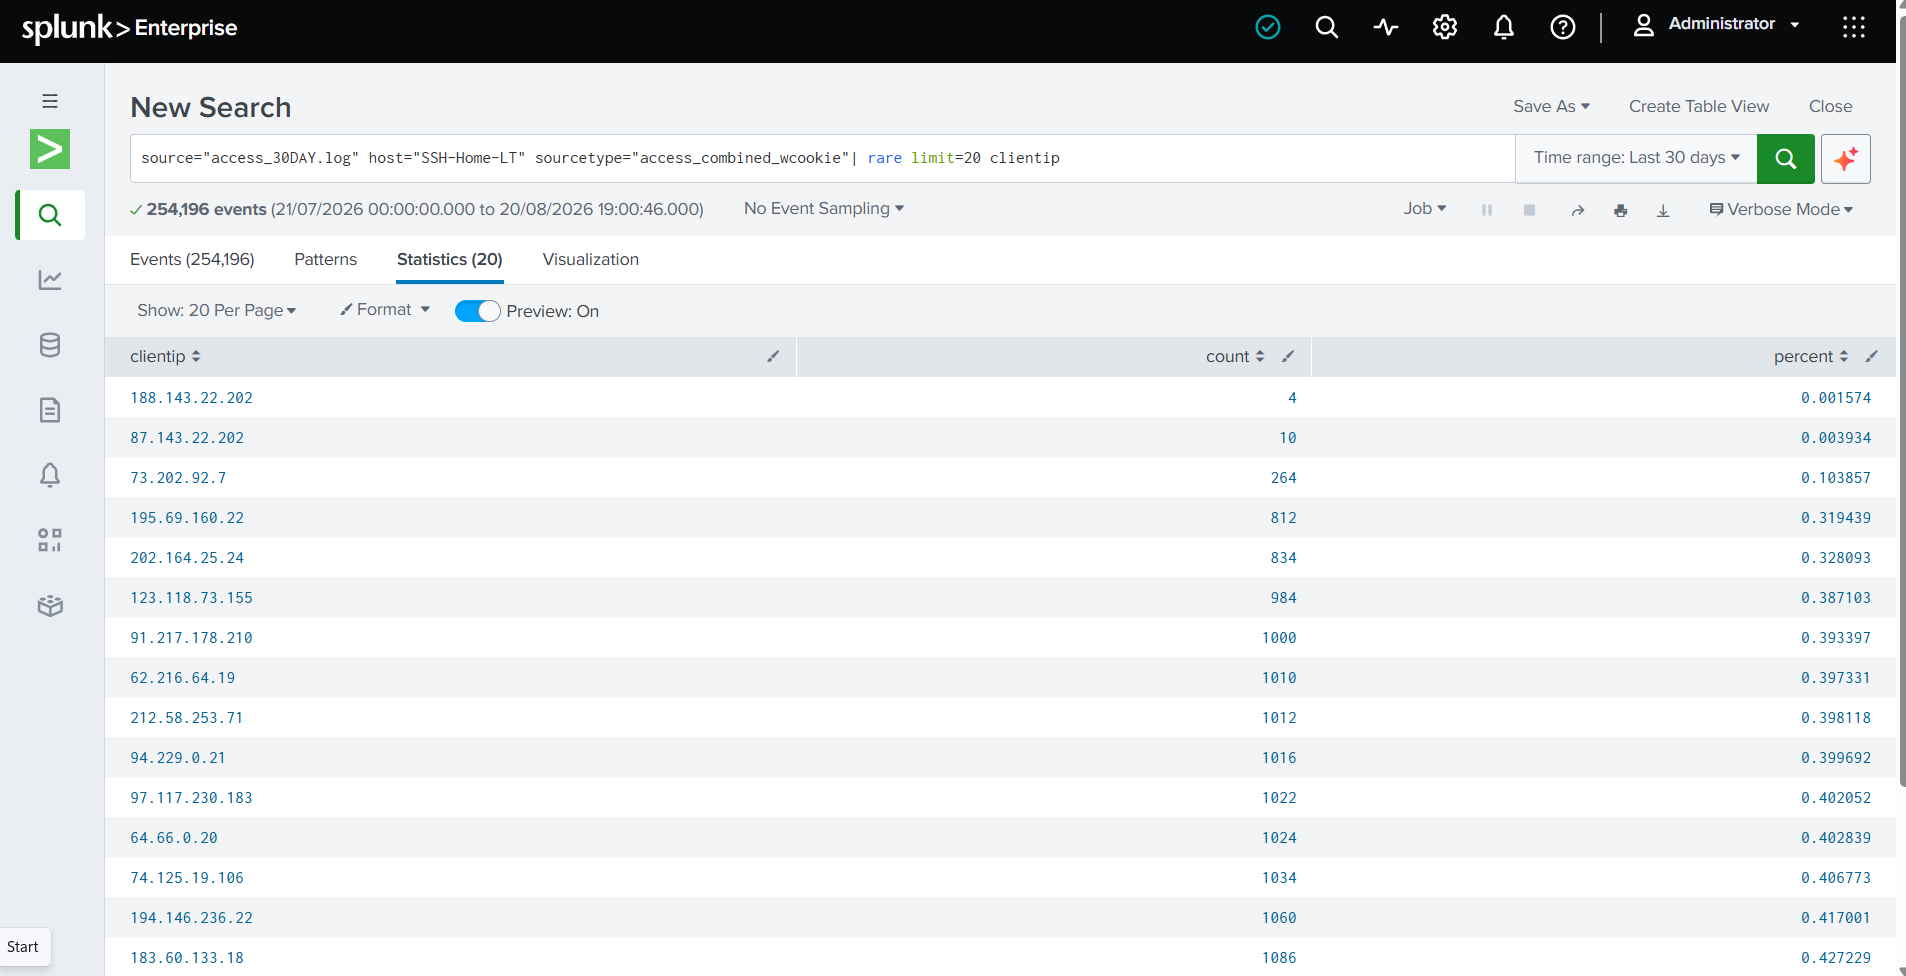 splunk> Enterprise
Administrator
New Search
Save As
Create Table View
Close
source="access_30DAY.log" host="SSH-Home-LT" sourcetype="access_combined_wcookie"| rare limit=20 clientip
Time range: Last 30 days
254,196 events (21/07/2026 00:00:00.000 to 20/08/2026 19:00:46.000)
No Event Sampling
Job
Verbose Mode
Events (254,196)
Patterns
Statistics (20)
Visualization
Show: 20 Per Page
Format
Preview: On
clientip count percent
188.143.22.202 4 0.001574
87.143.22.202 10 0.003934
73.202.92.7 264 0.103857
195.69.160.22 812 0.319439
202.164.25.24 834 0.328093
123.118.73.155 984 0.387103
91.217.178.210 1000 0.393397
62.216.64.19 1010 0.397331
212.58.253.71 1012 0.398118
94.229.0.21 1016 0.399692
97.117.230.183 1022 0.402052
64.66.0.20 1024 0.402839
74.125.19.106 1034 0.406773
194.146.236.22 1060 0.417001
183.60.133.18 1086 0.427229
Start